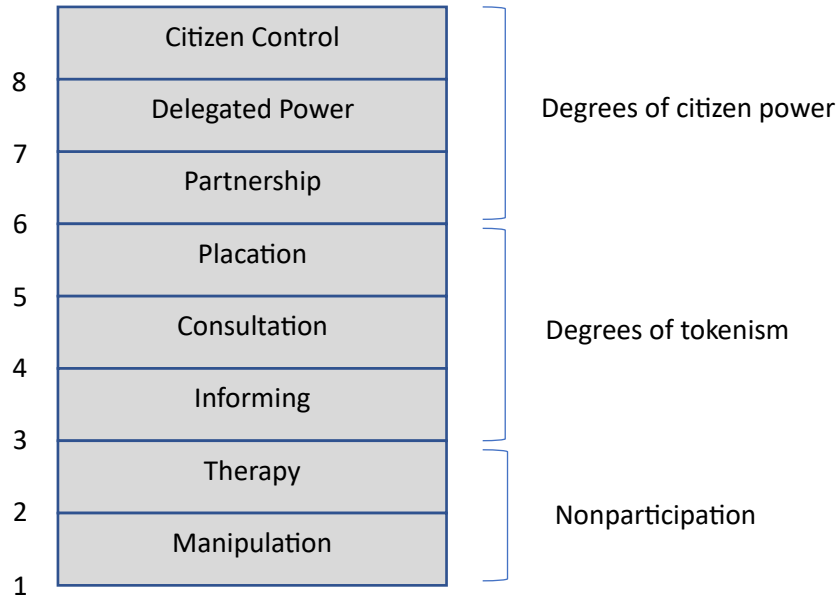 Citizen Control
8
Delegated Power
Degrees of citizen power
7
Partnership
6
Placation
5
Consultation
Degrees of tokenism
4
Informing
3
Therapy
2
Nonparticipation
Manipulation
1